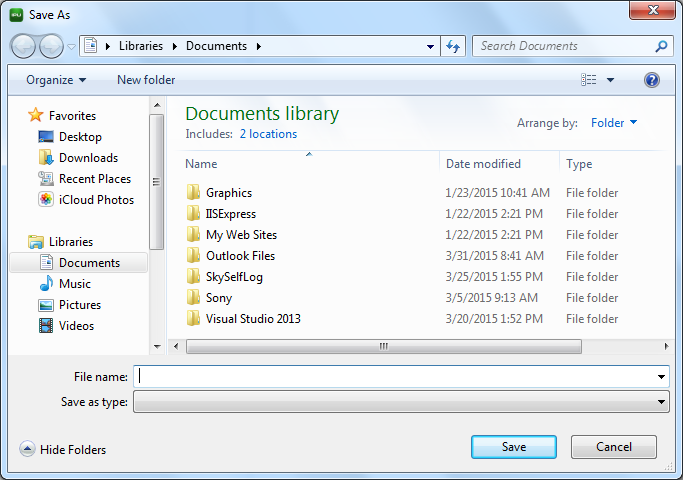 Save As
Libraries Documents
Search Documents
Organize New folder
Favorites
Desktop
Downloads
Recent Places
iCloud Photos
Libraries
Documents
Music
Pictures
Videos
Documents library
Includes: 2 locations
Arrange by: Folder
Name Date modified Type
Graphics 1/23/2015 10:41 AM File folder
IISExpress 1/22/2015 2:21 PM File folder
My Web Sites 1/22/2015 2:21 PM File folder
Outlook Files 3/31/2015 8:41 AM File folder
SkySelfLog 3/25/2015 1:55 PM File folder
Sony 3/5/2015 9:13 AM File folder
Visual Studio 2013 3/20/2015 1:52 PM File folder
File name:
Save as type:
Hide Folders Save Cancel